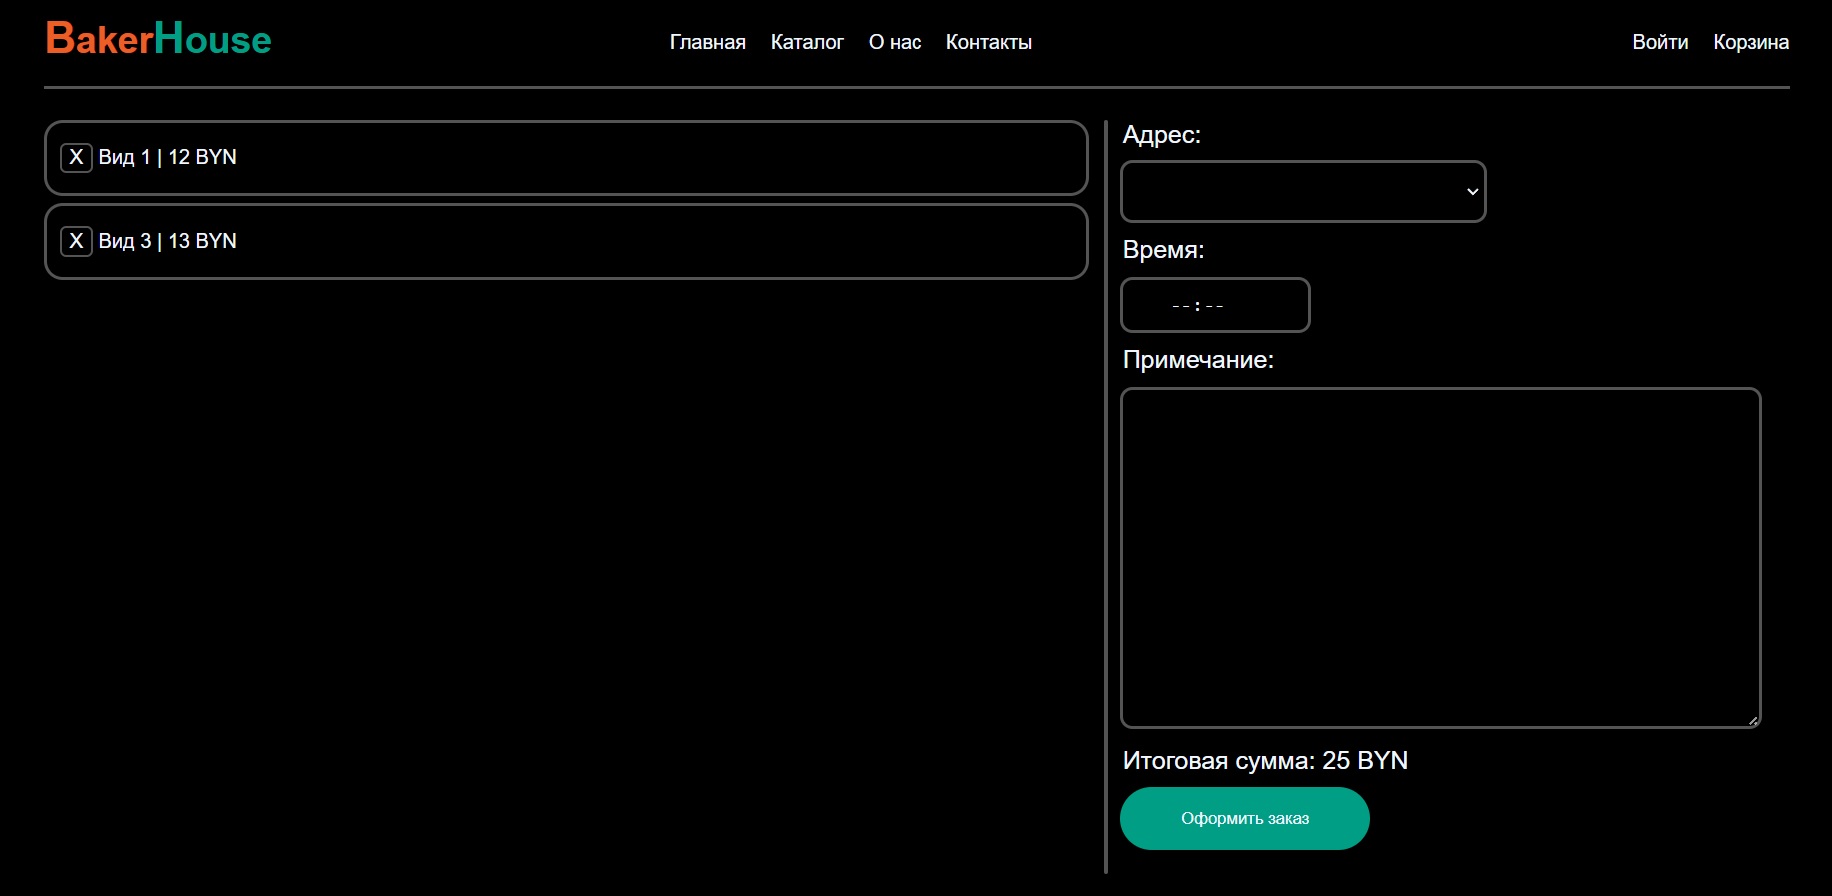 BakerHouse
Главная Каталог О нас Контакты
Войти Корзина
X Вид 1 | 12 BYN
X Вид 3 | 13 BYN
Адрес:
Время:
--:--
Примечание:
Итоговая сумма: 25 BYN
Оформить заказ